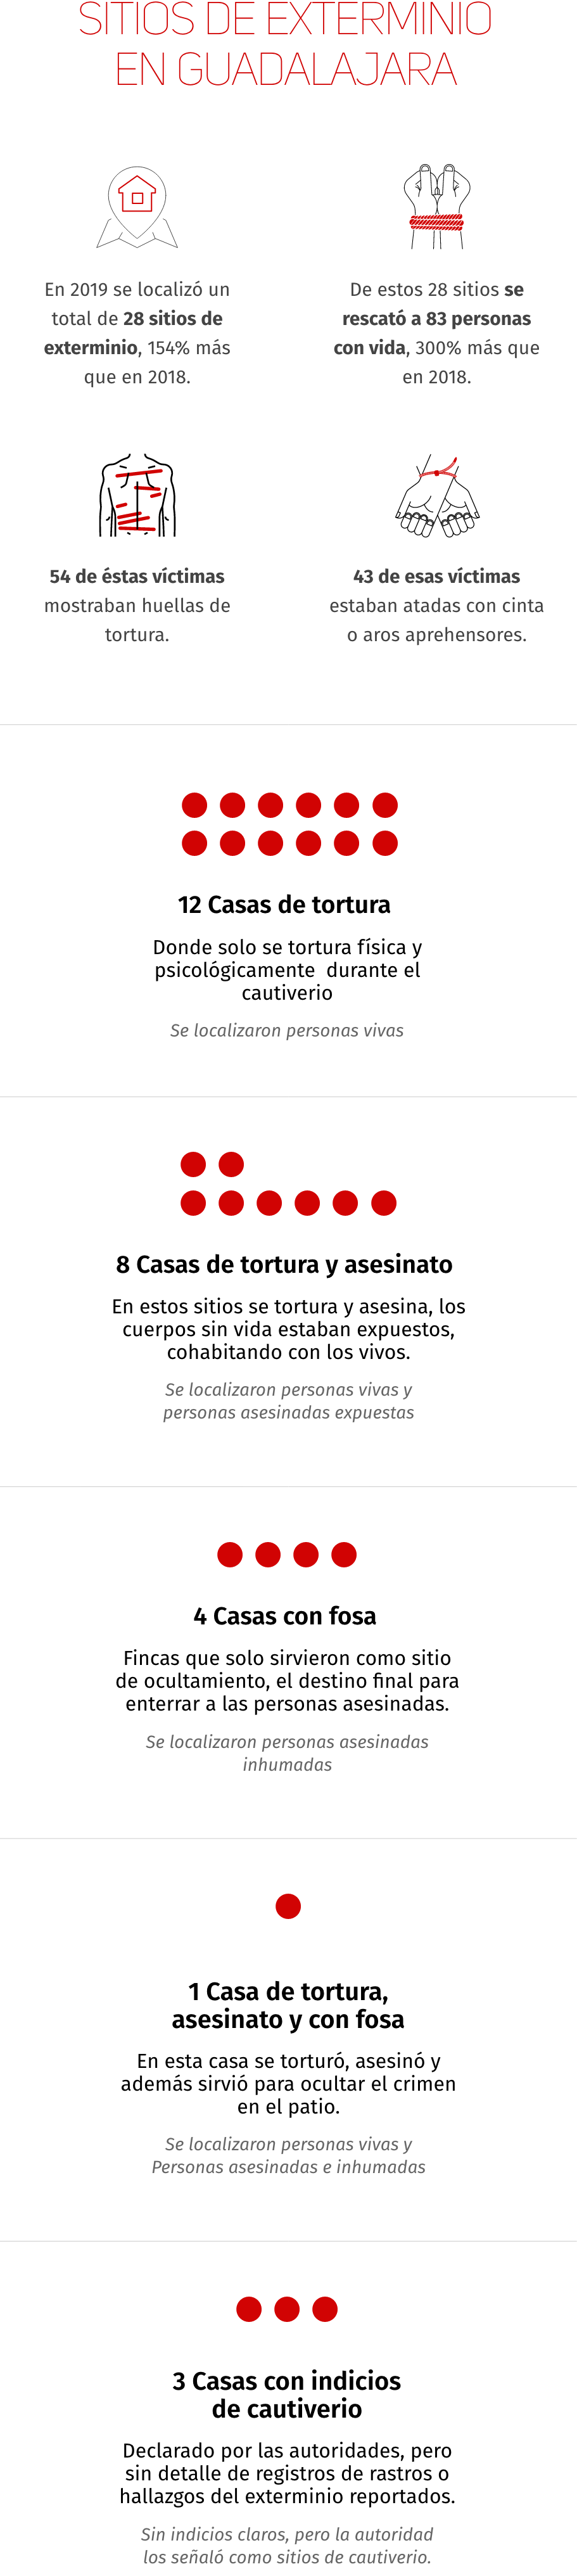 SITIOS DE EXTERMINIO
EN GUADALAJARA
En 2019 se localizó un
total de 28 sitios de
exterminio, 154% más
que en 2018.
De estos 28 sitios se
rescató a 83 personas
con vida, 300% más que
en 2018.
54 de éstas víctimas
mostraban huellas de
tortura.
43 de esas víctimas
estaban atadas con cinta
o aros aprehensores.
12 Casas de tortura
Donde solo se tortura física y
psicológicamente durante el
cautiverio
Se localizaron personas vivas
8 Casas de tortura y asesinato
En estos sitios se tortura y asesina, los
cuerpos sin vida estaban expuestos,
cohabitando con los vivos.
Se localizaron personas vivas y
personas asesinadas expuestas
4 Casas con fosa
Fincas que solo sirvieron como sitio
de ocultamiento, el destino final para
enterrar a las personas asesinadas.
Se localizaron personas asesinadas
inhumadas
1 Casa de tortura,
asesinato y con fosa
En esta casa se torturó, asesinó y
además sirvió para ocultar el crimen
en el patio.
Se localizaron personas vivas y
Personas asesinadas e inhumadas
3 Casas con indicios
de cautiverio
Declarado por las autoridades, pero
sin detalle de registros de rastros o
hallazgos del exterminio reportados.
Sin indicios claros, pero la autoridad
los señaló como sitios de cautiverio.